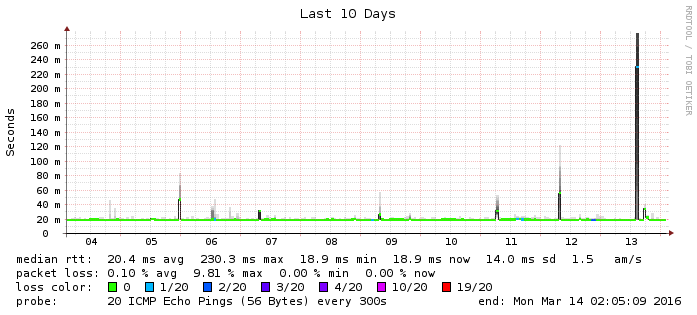 Last 10 Days
RRDTOOL / TOBI OETIKER
Seconds
260 m
240 m
220 m
200 m
180 m
160 m
140 m
120 m
100 m
80 m
60 m
40 m
20 m
0
04 05 06 07 08 09 10 11 12 13
median rtt: 20.4 ms avg 230.3 ms max 18.9 ms min 18.9 ms now 14.0 ms sd 1.5 am/s
packet loss: 0.10 % avg 9.81 % max 0.00 % min 0.00 % now
loss color: 0 1/20 2/20 3/20 4/20 10/20 19/20
probe: 20 ICMP Echo Pings (56 Bytes) every 300s end: Mon Mar 14 02:05:09 2016